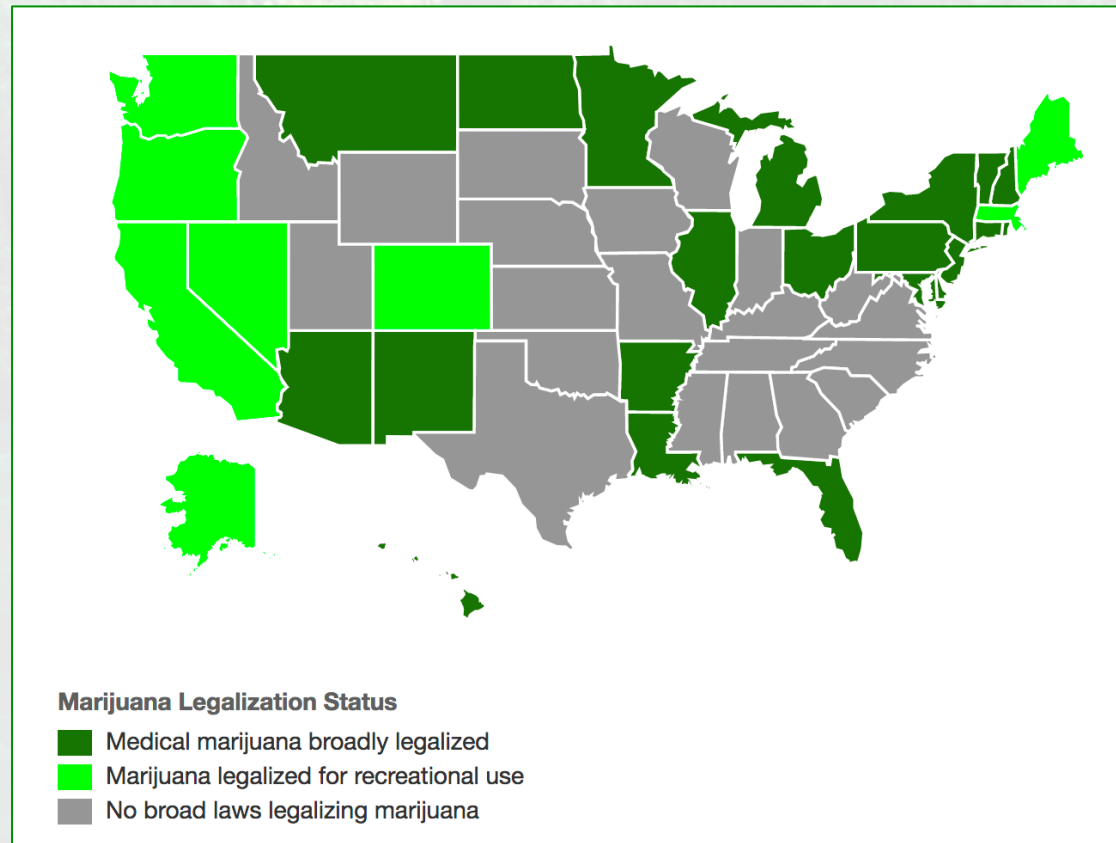 Marijuana Legalization Status
Medical marijuana broadly legalized
Marijuana legalized for recreational use
No broad laws legalizing marijuana